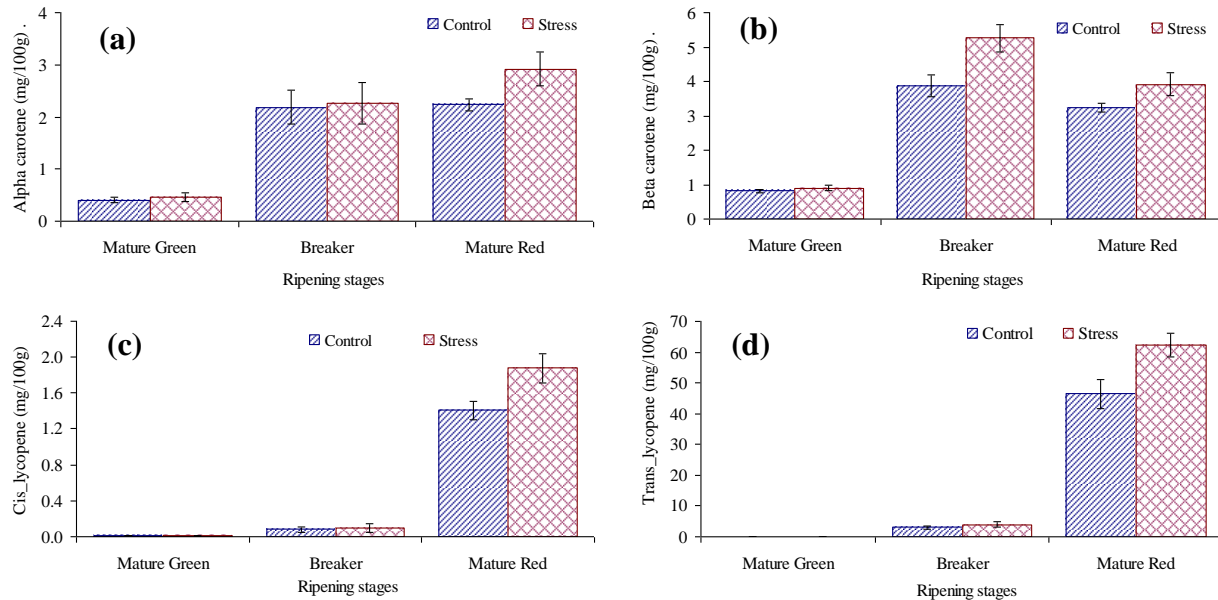 (a)
Control Stress
Alpha carotene (mg/100g) .
4
3
2
1
0
Mature Green Breaker Mature Red
Ripening stages
(b)
Control Stress
Beta carotene (mg/100g) .
6
5
4
3
2
1
0
Mature Green Breaker Mature Red
Ripening stages
(c)
Control Stress
Cis_lycopene (mg/100g)
2.4
2.0
1.6
1.2
0.8
0.4
0.0
Mature Green Breaker Mature Red
Ripening stages
(d)
Control Stress
Trans_lycopene (mg/100g)
70
60
50
40
30
20
10
0
Mature Green Breaker Mature Red
Ripening stages